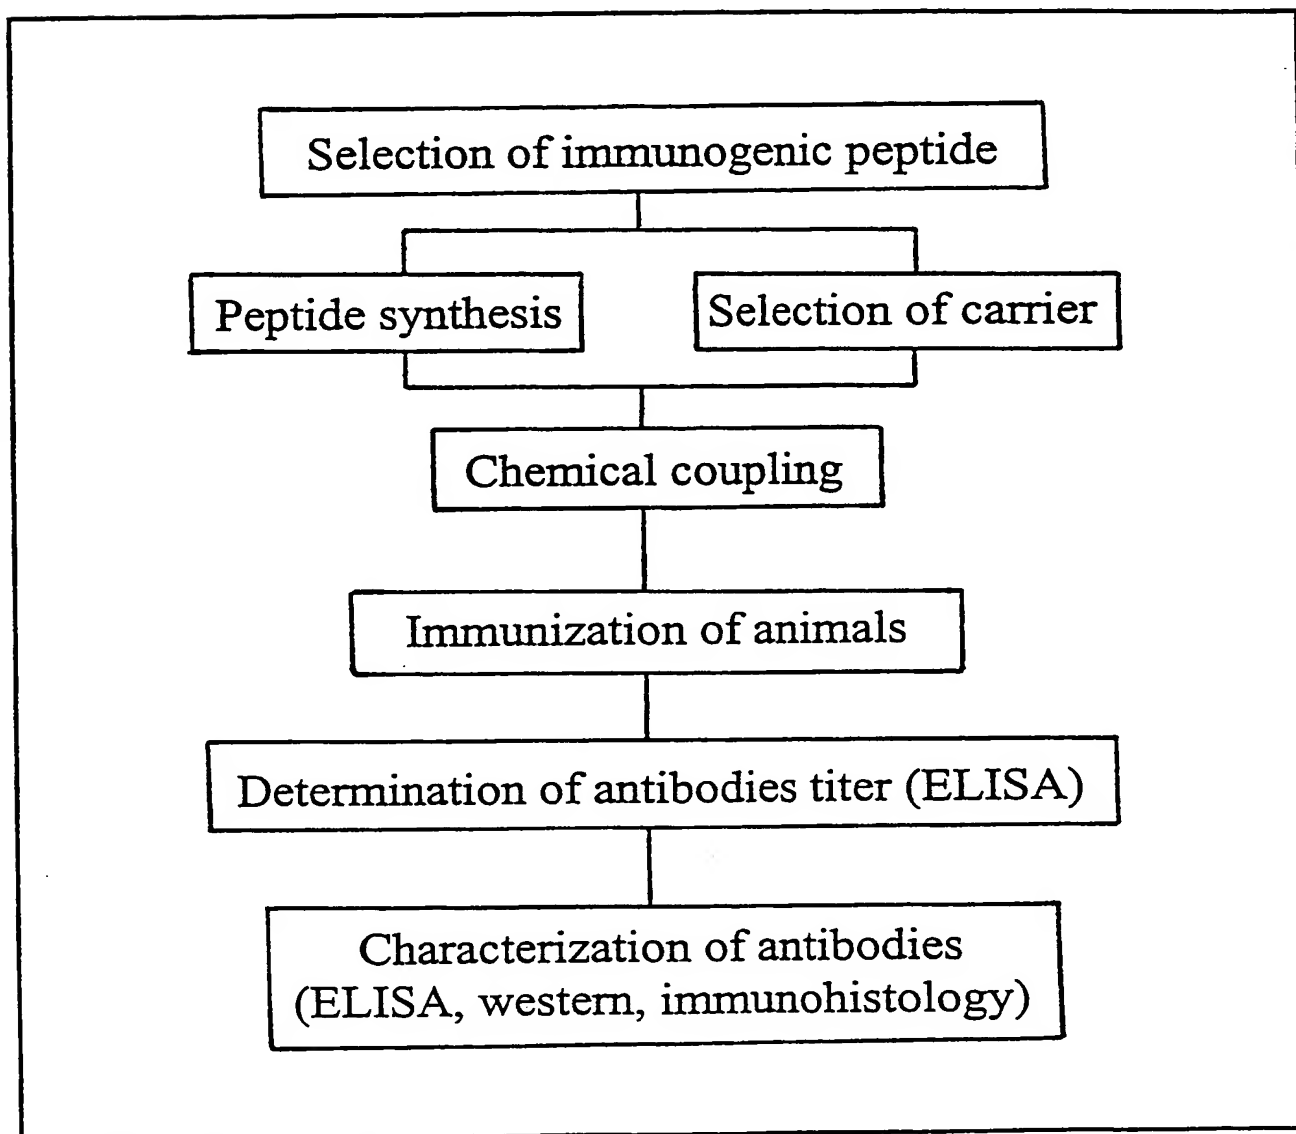 Selection of immunogenic peptide
Peptide synthesis
Selection of carrier
Chemical coupling
Immunization of animals
Determination of antibodies titer (ELISA)
Characterization of antibodies
(ELISA, western, immunohistology)